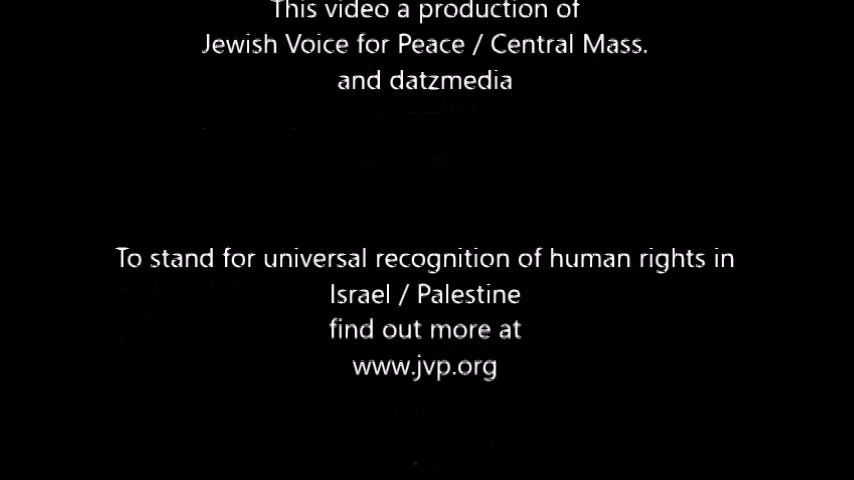 This video a production of
Jewish Voice for Peace / Central Mass.
and datzmedia
To stand for universal recognition of human rights in
Israel / Palestine
find out more at
www.jvp.org